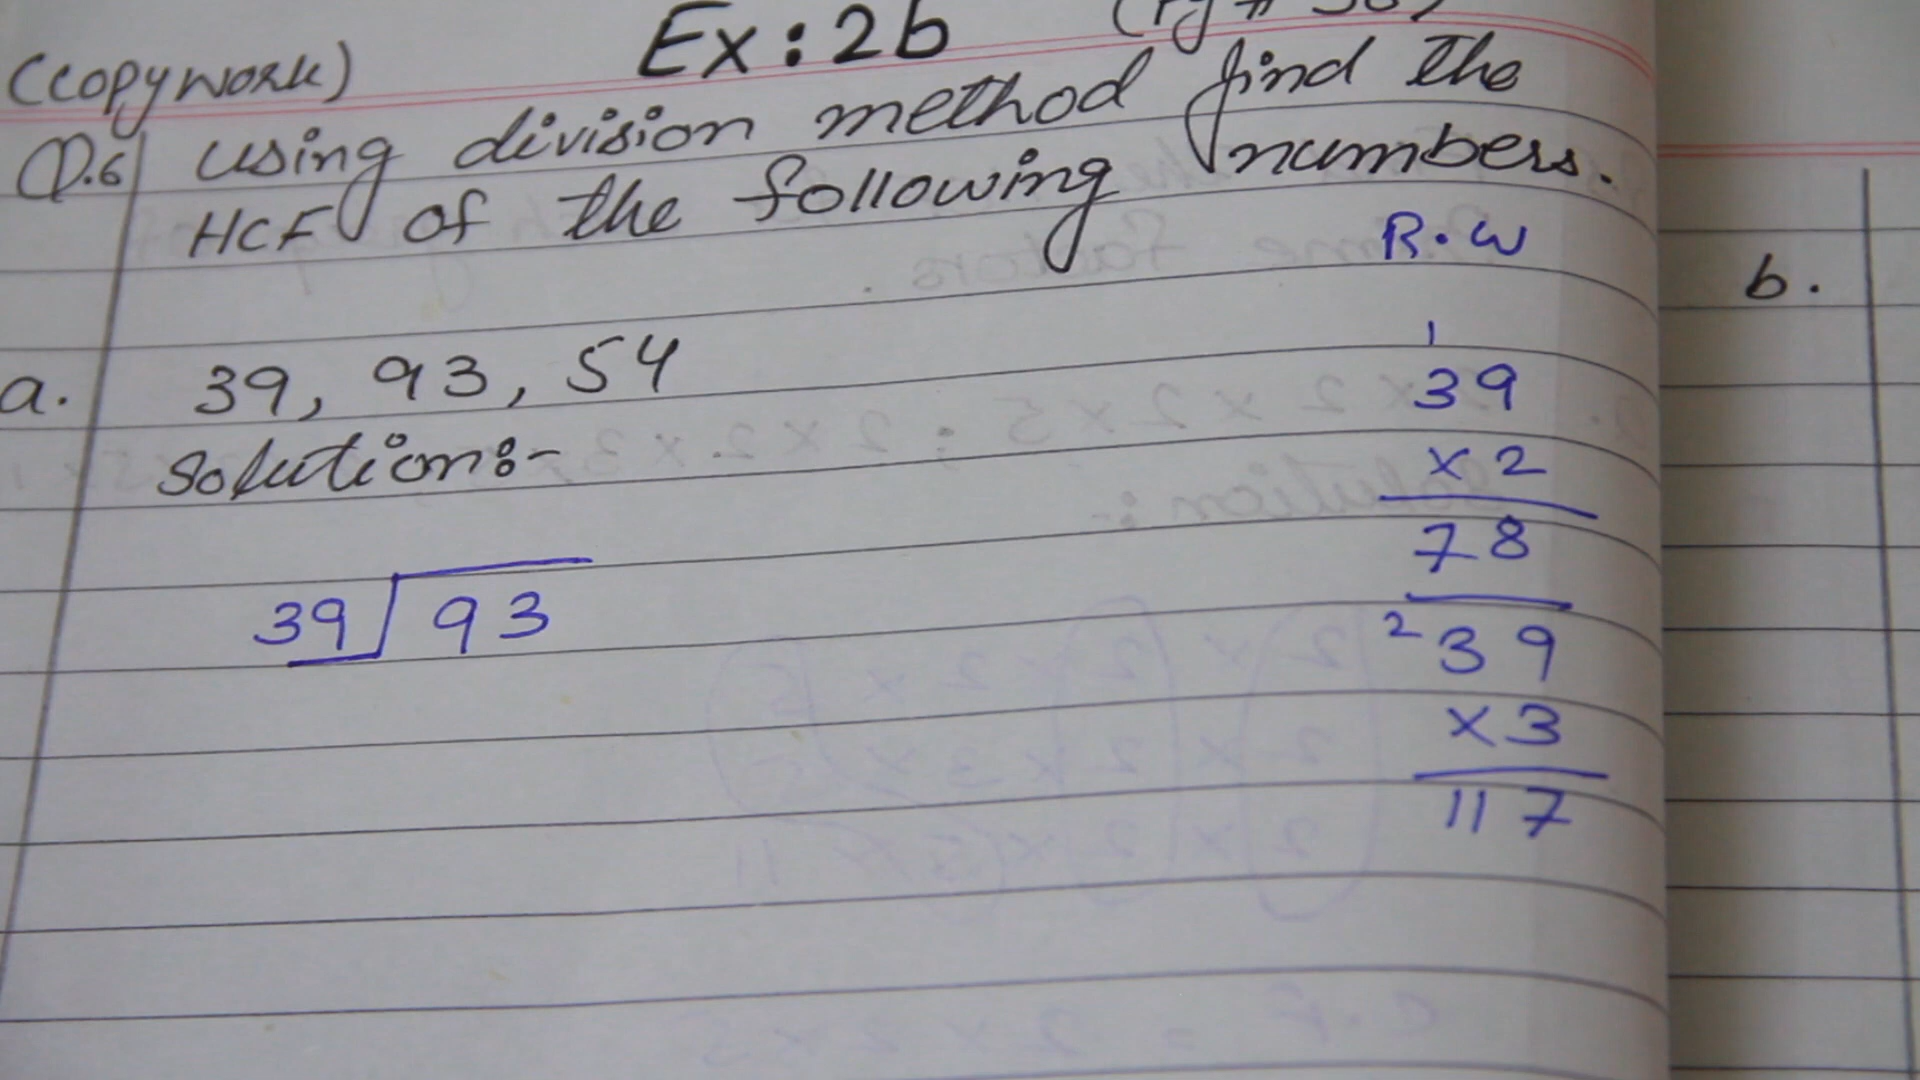 Ex:2b
(copywork)
Q.6 using division method find the
HCF of the following numbers.
R.W
b.
a. 39, 93, 54
Solution:-
39 93
1
39
x2
78
2 39
x3
117